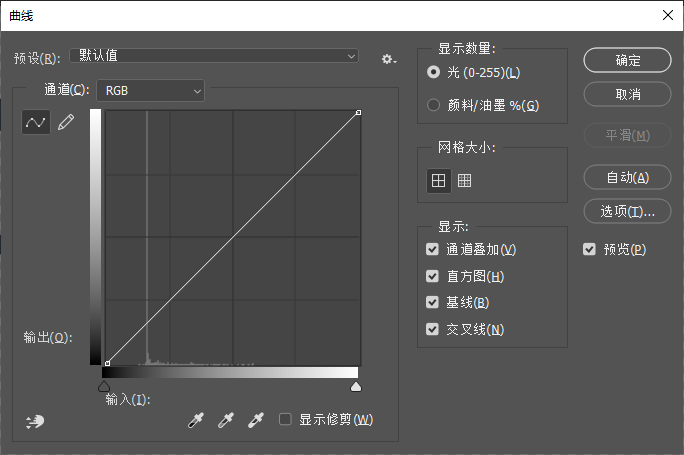 曲线
预设(R): 默认值
通道(C): RGB
输出(O):
输入(I):
显示修剪(W)
显示数量:
光 (0-255)(L)
颜料/油墨 %(G)
网格大小:
显示:
通道叠加(V)
直方图(H)
基线(B)
交叉线(N)
确定
取消
平滑(M)
自动(A)
选项(T)...
预览(P)